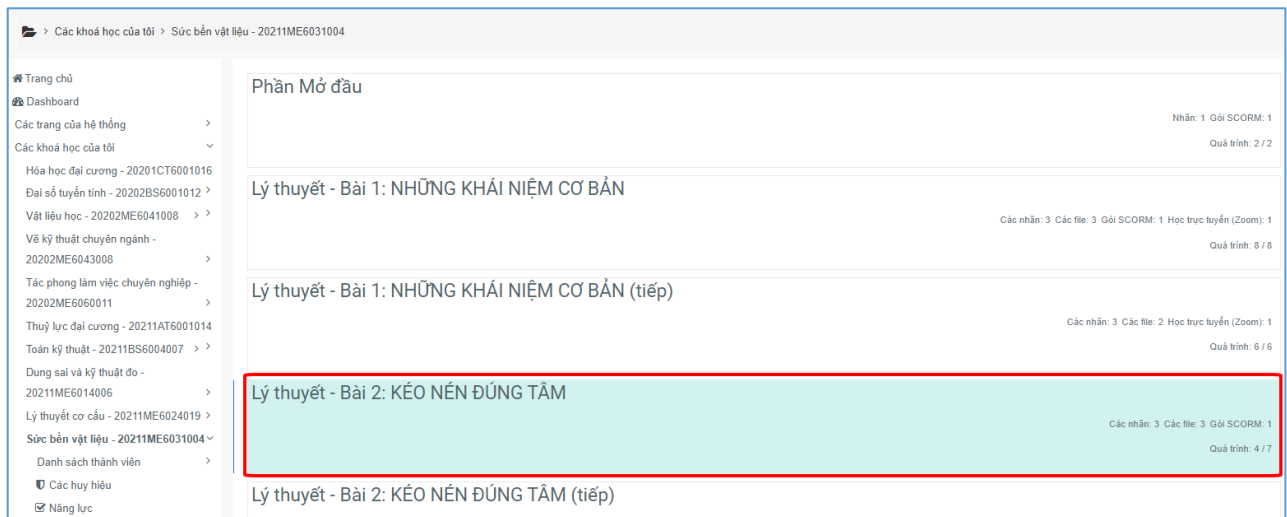 Các khoá học của tôi > Sức bền vật liệu - 20211ME6031004
Trang chủ
Dashboard
Các trang của hệ thống
Các khoá học của tôi
Hóa học đại cương - 20201CT6001016
Đại số tuyến tính - 20202BS6001012
Vật liệu học - 20202ME6041008
Vẽ kỹ thuật chuyên ngành -
20202ME6043008
Tác phong làm việc chuyên nghiệp -
20202ME6060011
Thuỷ lực đại cương - 20211AT6001014
Toán kỹ thuật - 20211BS6004007
Dung sai và kỹ thuật đo -
20211ME6014006
Lý thuyết cơ cấu - 20211ME6024019
Sức bền vật liệu - 20211ME6031004
Danh sách thành viên
Các huy hiệu
Năng lực
Phần Mở đầu
Nhãn: 1 Gói SCORM: 1
Quá trình: 2 / 2
Lý thuyết - Bài 1: NHỮNG KHÁI NIỆM CƠ BẢN
Các nhãn: 3 Các file: 3 Gói SCORM: 1 Học trực tuyến (Zoom): 1
Quá trình: 8 / 8
Lý thuyết - Bài 1: NHỮNG KHÁI NIỆM CƠ BẢN (tiếp)
Các nhãn: 3 Các file: 2 Học trực tuyến (Zoom): 1
Quá trình: 6 / 6
Lý thuyết - Bài 2: KÉO NÉN ĐÚNG TÂM
Các nhãn: 3 Các file: 3 Gói SCORM: 1
Quá trình: 4 / 7
Lý thuyết - Bài 2: KÉO NÉN ĐÚNG TÂM (tiếp)